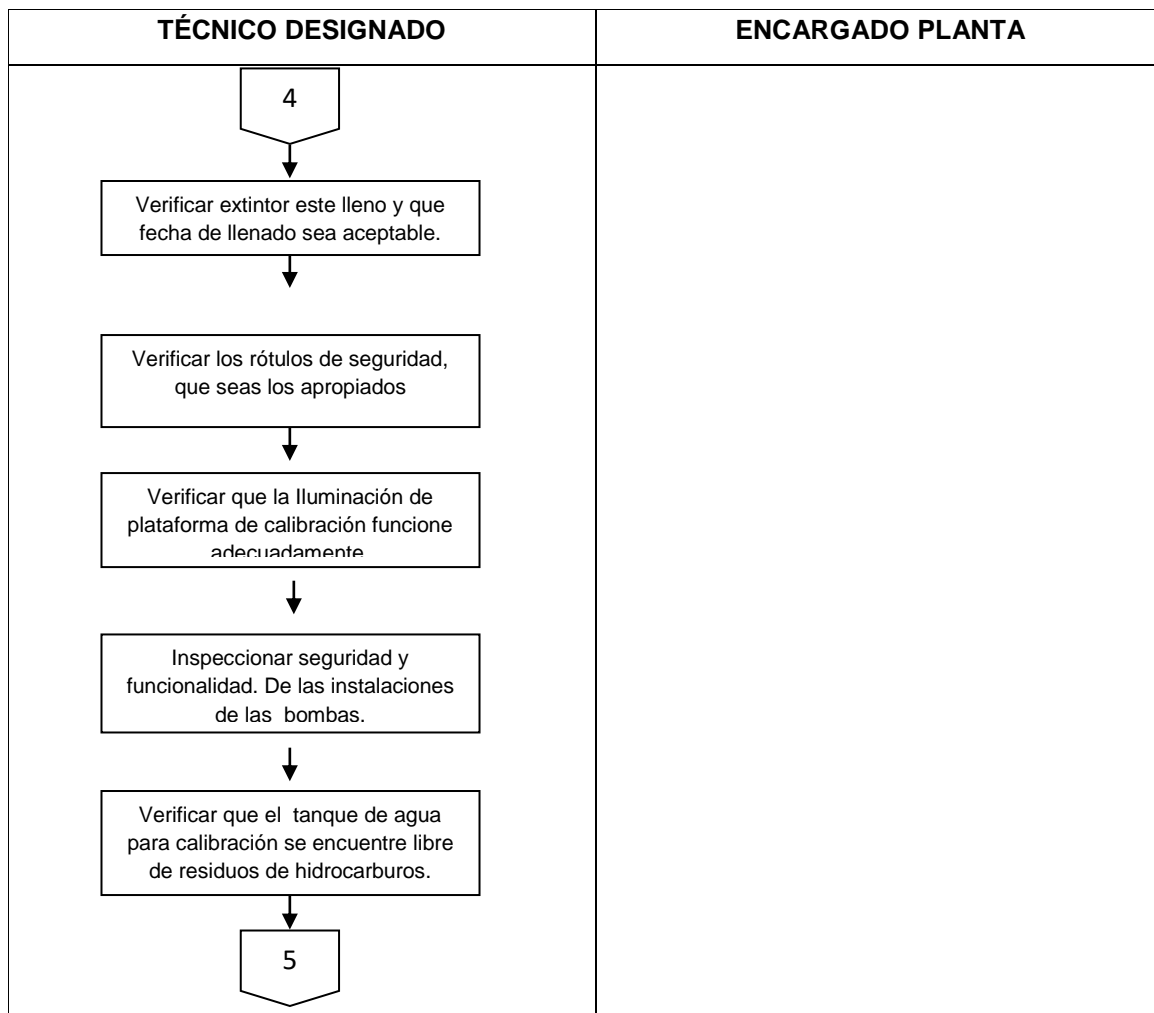 TÉCNICO DESIGNADO
ENCARGADO PLANTA
4
Verificar extintor este lleno y que
fecha de llenado sea aceptable.
Verificar los rótulos de seguridad,
que seas los apropiados
Verificar que la Iluminación de
plataforma de calibración funcione
adecuadamente
Inspeccionar seguridad y
funcionalidad. De las instalaciones
de las bombas.
Verificar que el tanque de agua
para calibración se encuentre libre
de residuos de hidrocarburos.
5